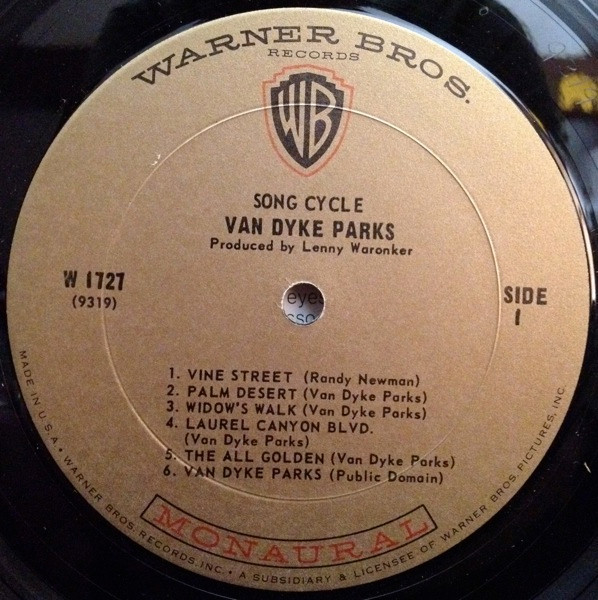 WARNER BROS.
RECORDS
WB
SONG CYCLE
VAN DYKE PARKS
Produced by Lenny Waronker
W 1727
(9319)
SIDE
1
eyes
1. VINE STREET (Randy Newman)
2. PALM DESERT (Van Dyke Parks)
3. WIDOW'S WALK (Van Dyke Parks)
4. LAUREL CANYON BLVD.
(Van Dyke Parks)
5. THE ALL GOLDEN (Van Dyke Parks)
6. VAN DYKE PARKS (Public Domain)
MONAURAL
MADE IN U.S.A. • WARNER BROS. RECORDS INC. • A SUBSIDIARY & LICENSEE OF WARNER BROS. PICTURES, INC.